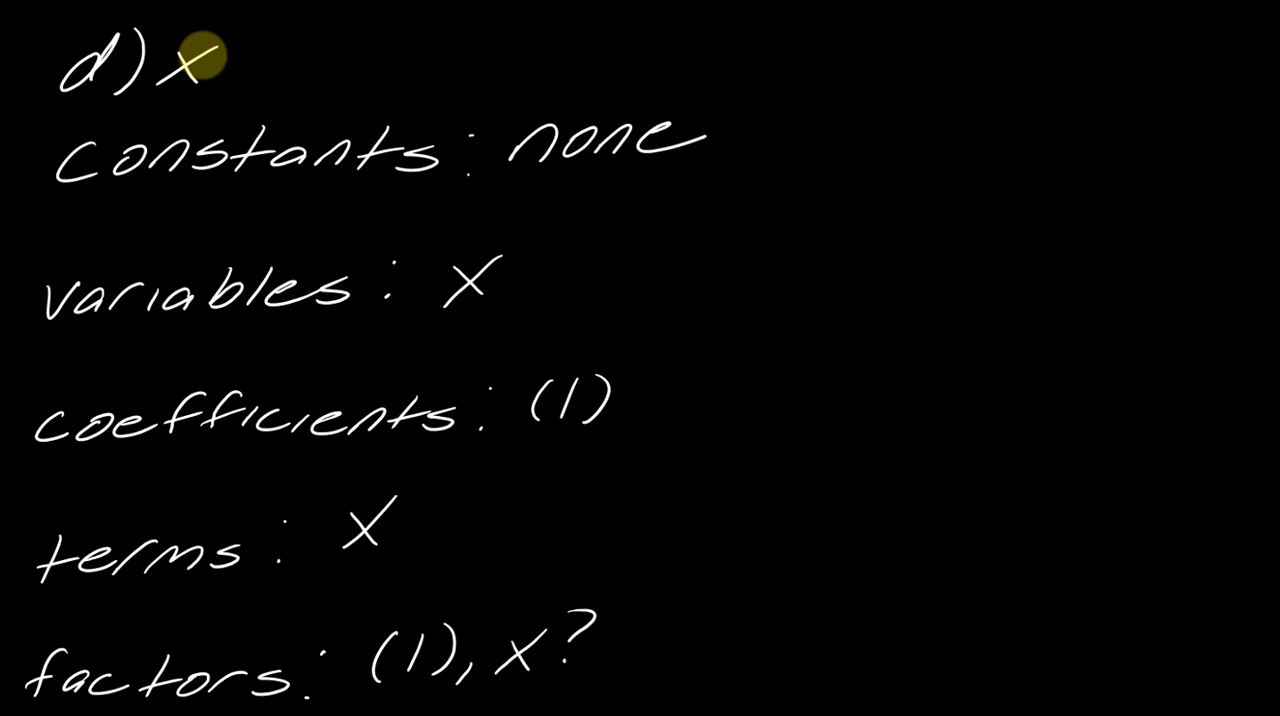 d) x
constants: none
variables: x
coefficients: (1)
terms: x
factors: (1), x?